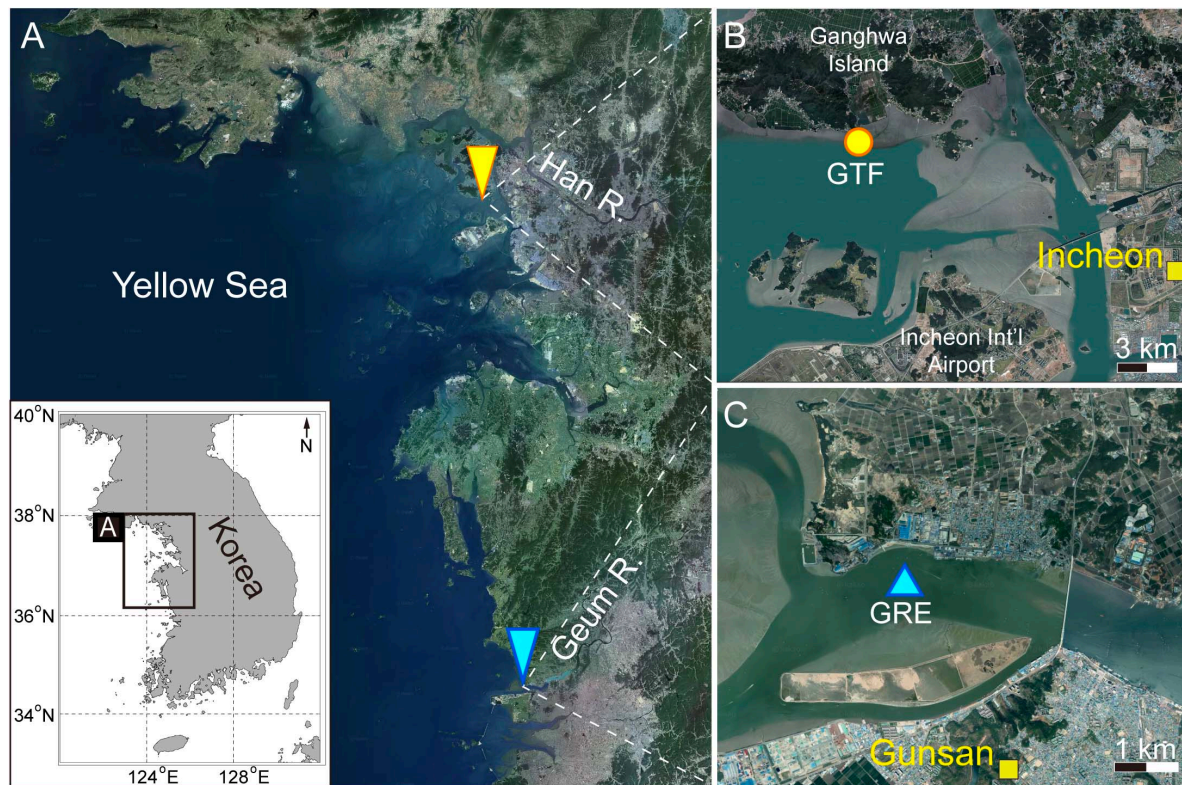 A
Han R.
Yellow Sea
Geum R.
40°N
38°N
36°N
34°N
124°E
128°E
N
A
Korea
B
Ganghwa
Island
GTF
Incheon
Incheon Int'l
Airport
3 km
C
GRE
Gunsan
1 km